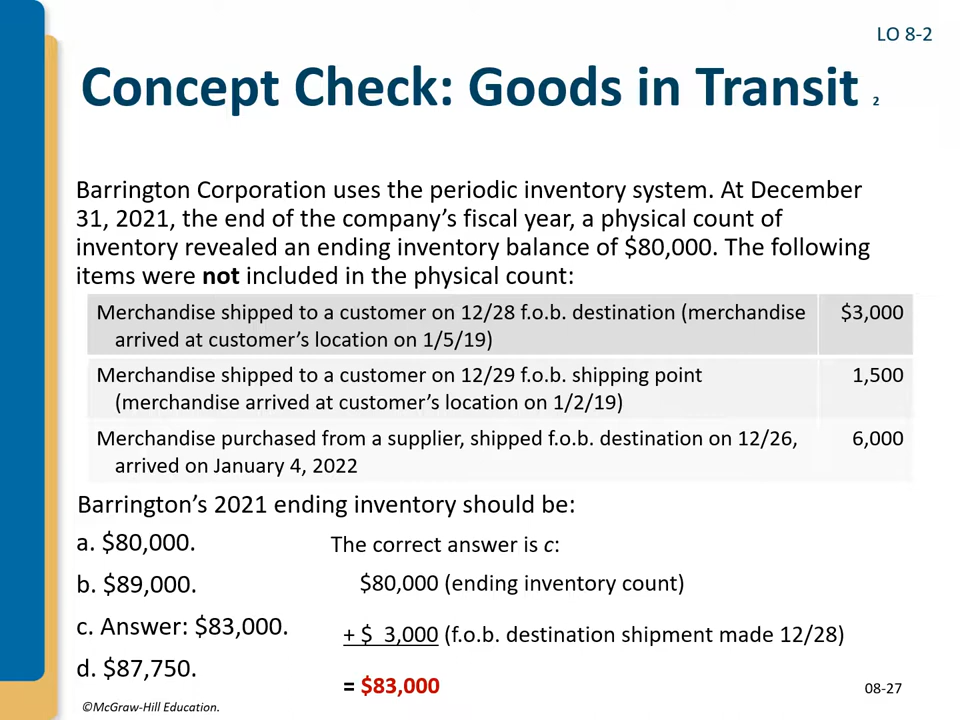 LO 8-2
Concept Check: Goods in Transit 2
Barrington Corporation uses the periodic inventory system. At December
31, 2021, the end of the company’s fiscal year, a physical count of
inventory revealed an ending inventory balance of $80,000. The following
items were not included in the physical count:
Merchandise shipped to a customer on 12/28 f.o.b. destination (merchandise $3,000
arrived at customer’s location on 1/5/19)
Merchandise shipped to a customer on 12/29 f.o.b. shipping point 1,500
(merchandise arrived at customer’s location on 1/2/19)
Merchandise purchased from a supplier, shipped f.o.b. destination on 12/26, 6,000
arrived on January 4, 2022
Barrington’s 2021 ending inventory should be:
a. $80,000.
b. $89,000.
c. Answer: $83,000.
d. $87,750.
The correct answer is c:
$80,000 (ending inventory count)
+ $ 3,000 (f.o.b. destination shipment made 12/28)
= $83,000
©McGraw-Hill Education.
08-27